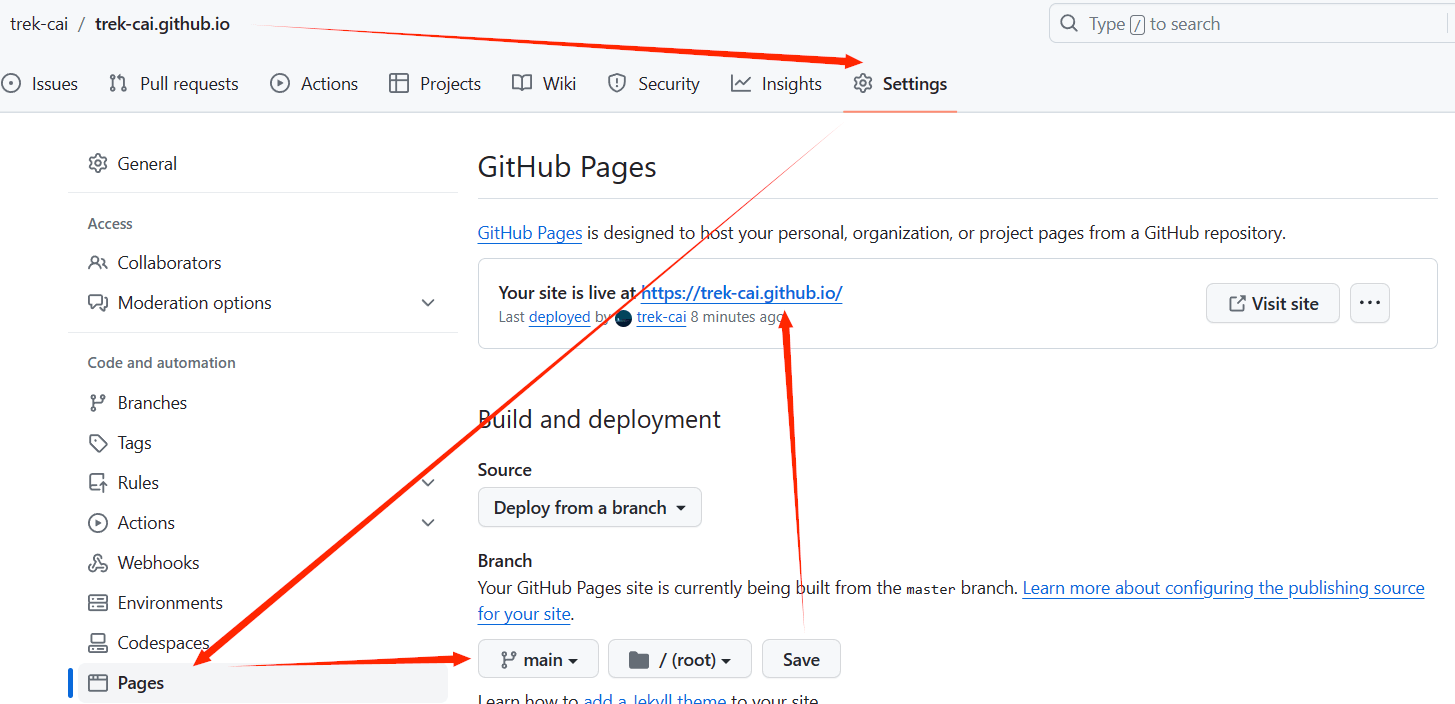 trek-cai / trek-cai.github.io
Type / to search
Issues Pull requests Actions Projects Wiki Security Insights Settings
General
Access
Collaborators
Moderation options
Code and automation
Branches
Tags
Rules
Actions
Webhooks
Environments
Codespaces
Pages
GitHub Pages
GitHub Pages is designed to host your personal, organization, or project pages from a GitHub repository.
Your site is live at https://trek-cai.github.io/
Last deployed by trek-cai 8 minutes ago
Visit site
Build and deployment
Source
Deploy from a branch
Branch
Your GitHub Pages site is currently being built from the master branch. Learn more about configuring the publishing source
for your site.
main / (root) Save
Learn how to add a Jekyll theme to your site.